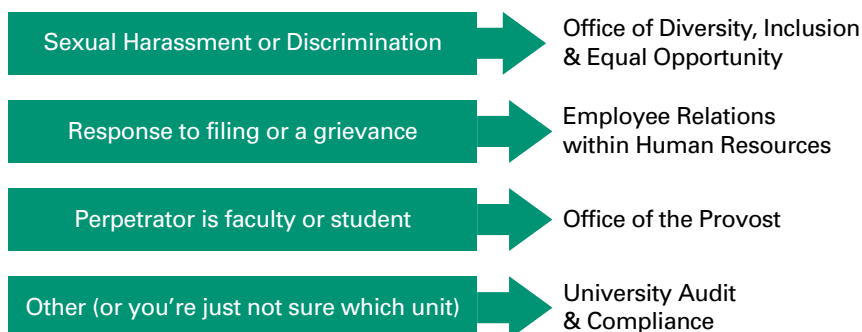 Sexual Harassment or Discrimination
Office of Diversity, Inclusion
& Equal Opportunity
Response to filing or a grievance
Employee Relations
within Human Resources
Perpetrator is faculty or student
Office of the Provost
Other (or you’re just not sure which unit)
University Audit
& Compliance